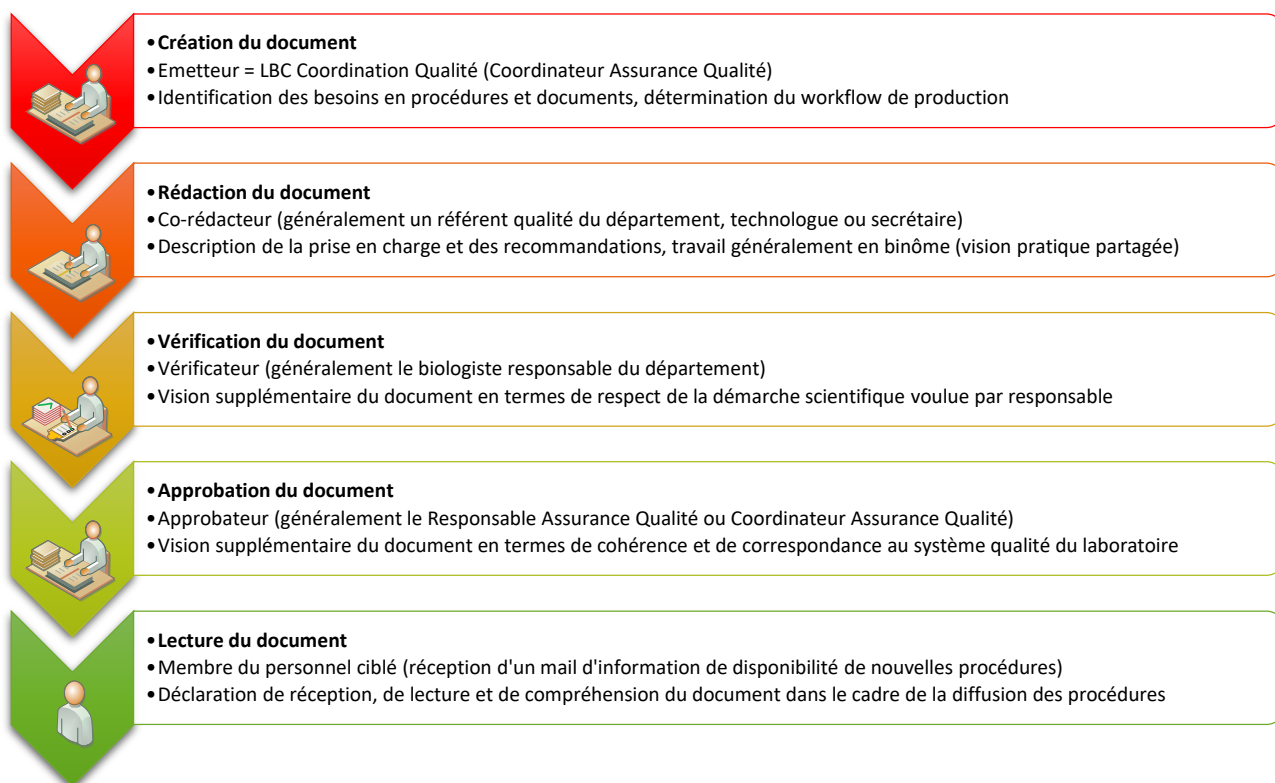 •Création du document
•Emetteur = LBC Coordination Qualité (Coordinateur Assurance Qualité)
•Identification des besoins en procédures et documents, détermination du workflow de production
•Rédaction du document
•Co-rédacteur (généralement un référent qualité du département, technologue ou secrétaire)
•Description de la prise en charge et des recommandations, travail généralement en binôme (vision pratique partagée)
•Vérification du document
•Vérificateur (généralement le biologiste responsable du département)
•Vision supplémentaire du document en termes de respect de la démarche scientifique voulue par responsable
•Approbation du document
•Approbateur (généralement le Responsable Assurance Qualité ou Coordinateur Assurance Qualité)
•Vision supplémentaire du document en termes de cohérence et de correspondance au système qualité du laboratoire
•Lecture du document
•Membre du personnel ciblé (réception d'un mail d'information de disponibilité de nouvelles procédures)
•Déclaration de réception, de lecture et de compréhension du document dans le cadre de la diffusion des procédures